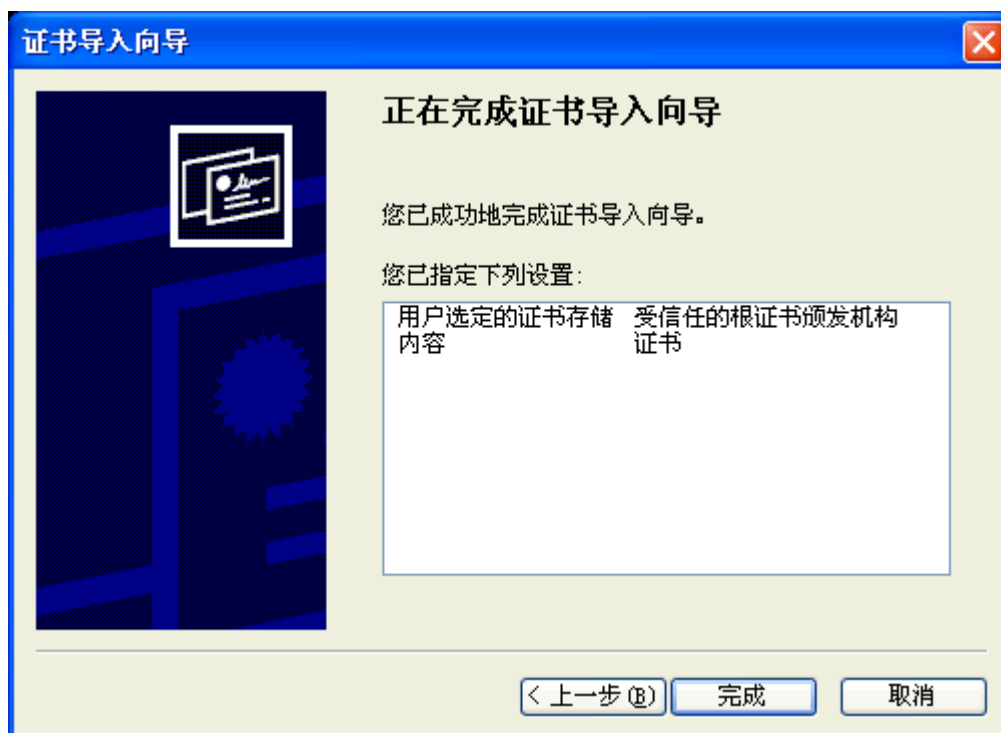 证书导入向导
正在完成证书导入向导
您已成功地完成证书导入向导。
您已指定下列设置:
用户选定的证书存储 受信任的根证书颁发机构
内容 证书
< 上一步(B) 完成 取消